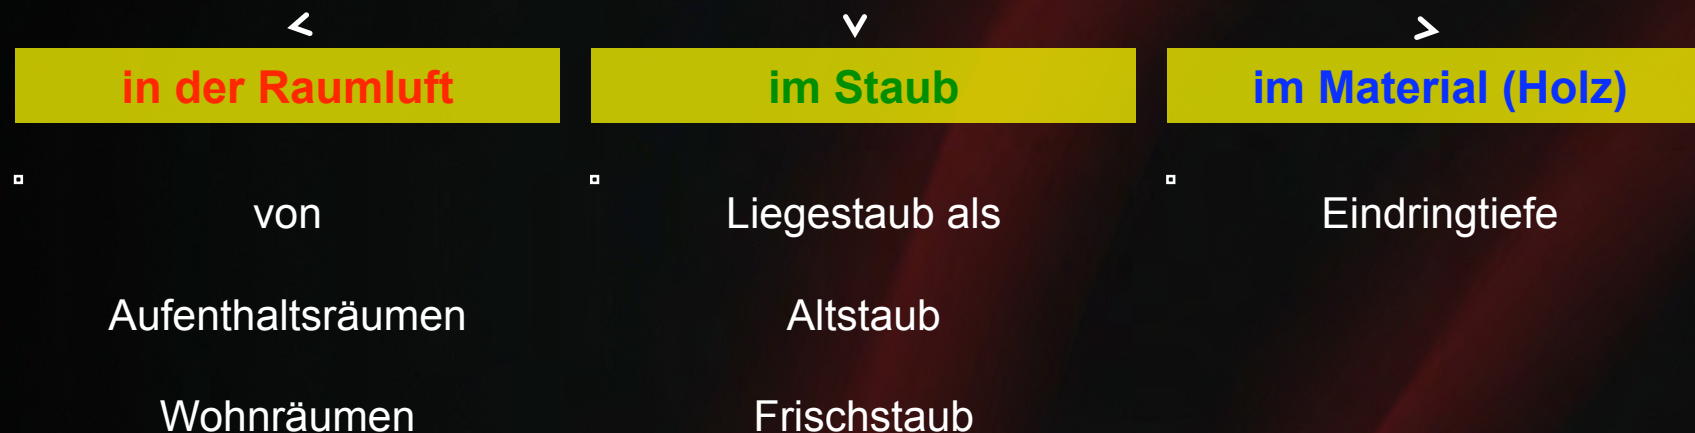 in der Raumluft
von
Aufenthaltsräumen
Wohnräumen
im Staub
Liegestaub als
Altstaub
Frischstaub
im Material (Holz)
Eindringtiefe